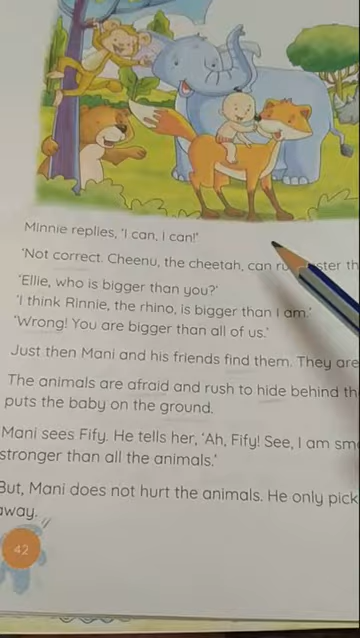 Minnie replies, 'I can, I can!'
'Not correct. Cheenu, the cheetah, can
'Ellie, who is bigger than you?'
'I think Rinnie, the rhino, is bigger than I am.'
'Wrong! You are bigger than all of us.'
Just then Mani and his friends find them. They are
The animals are afraid and rush to hide behind
puts the baby on the ground.
Mani sees Fify. He tells her, 'Ah, Fify! See, I am
stronger than all the animals.'
But, Mani does not hurt the animals. He only pick
away.
42